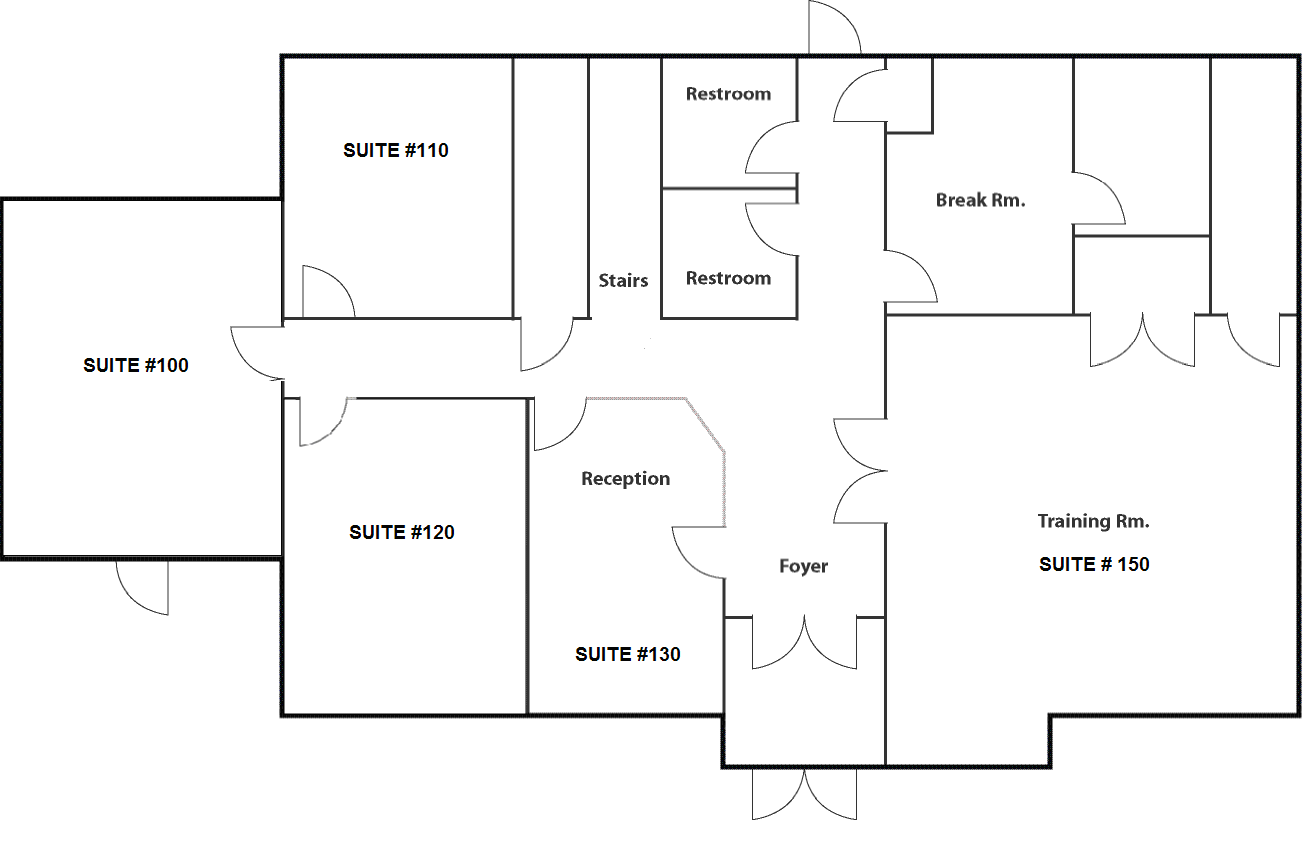 Restroom
SUITE #110
Break Rm.
Stairs
Restroom
SUITE #100
Reception
Training Rm.
SUITE #120
Foyer
SUITE # 150
SUITE #130